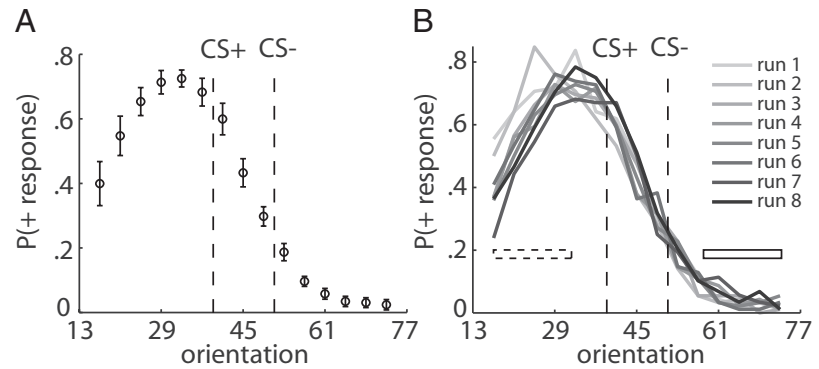 A
CS+ CS-
.8
.6
.4
.2
0
P(+ response)
13 29 45 61 77
orientation
B
CS+ CS-
.8
.6
.4
.2
0
P(+ response)
13 29 45 61 77
orientation
run 1
run 2
run 3
run 4
run 5
run 6
run 7
run 8